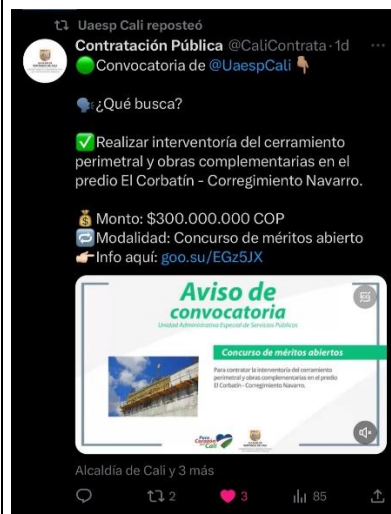 Uaesp Cali reposteó
Contratación Pública @CaliContrata · 1d
Convocatoria de @UaespCali
¿Qué busca?
Realizar interventoría del cerramiento
perimetral y obras complementarias en el
predio El Corbatín - Corregimiento Navarro.
Monto: $300.000.000 COP
Modalidad: Concurso de méritos abierto
Info aquí: goo.su/EGz5JX
Aviso de
convocatoria
Unidad Administrativa Especial de Servicios Públicos
Concurso de méritos abiertos
Para contratar la interventoría del cerramiento
perimetral y obras complementarias en el predio
El Corbatín - Corregimiento Navarro.
Alcaldía de Cali y 3 más
2 3 85